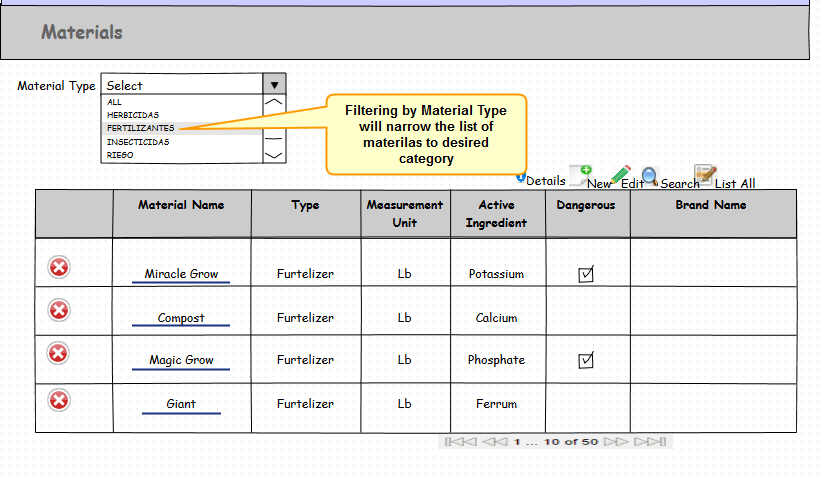 Materials
Material Type Select
ALL
HERBICIDAS
FERTILIZANTES
INSECTICIDAS
RIEGO
Filtering by Material Type
will narrow the list of
materilas to desired
category
Details New Edit Search List All
Material Name Type Measurement Unit Active Ingredient Dangerous Brand Name
Miracle Grow Furtelizer Lb Potassium
Compost Furtelizer Lb Calcium
Magic Grow Furtelizer Lb Phosphate
Giant Furtelizer Lb Ferrum
1 ... 10 of 50